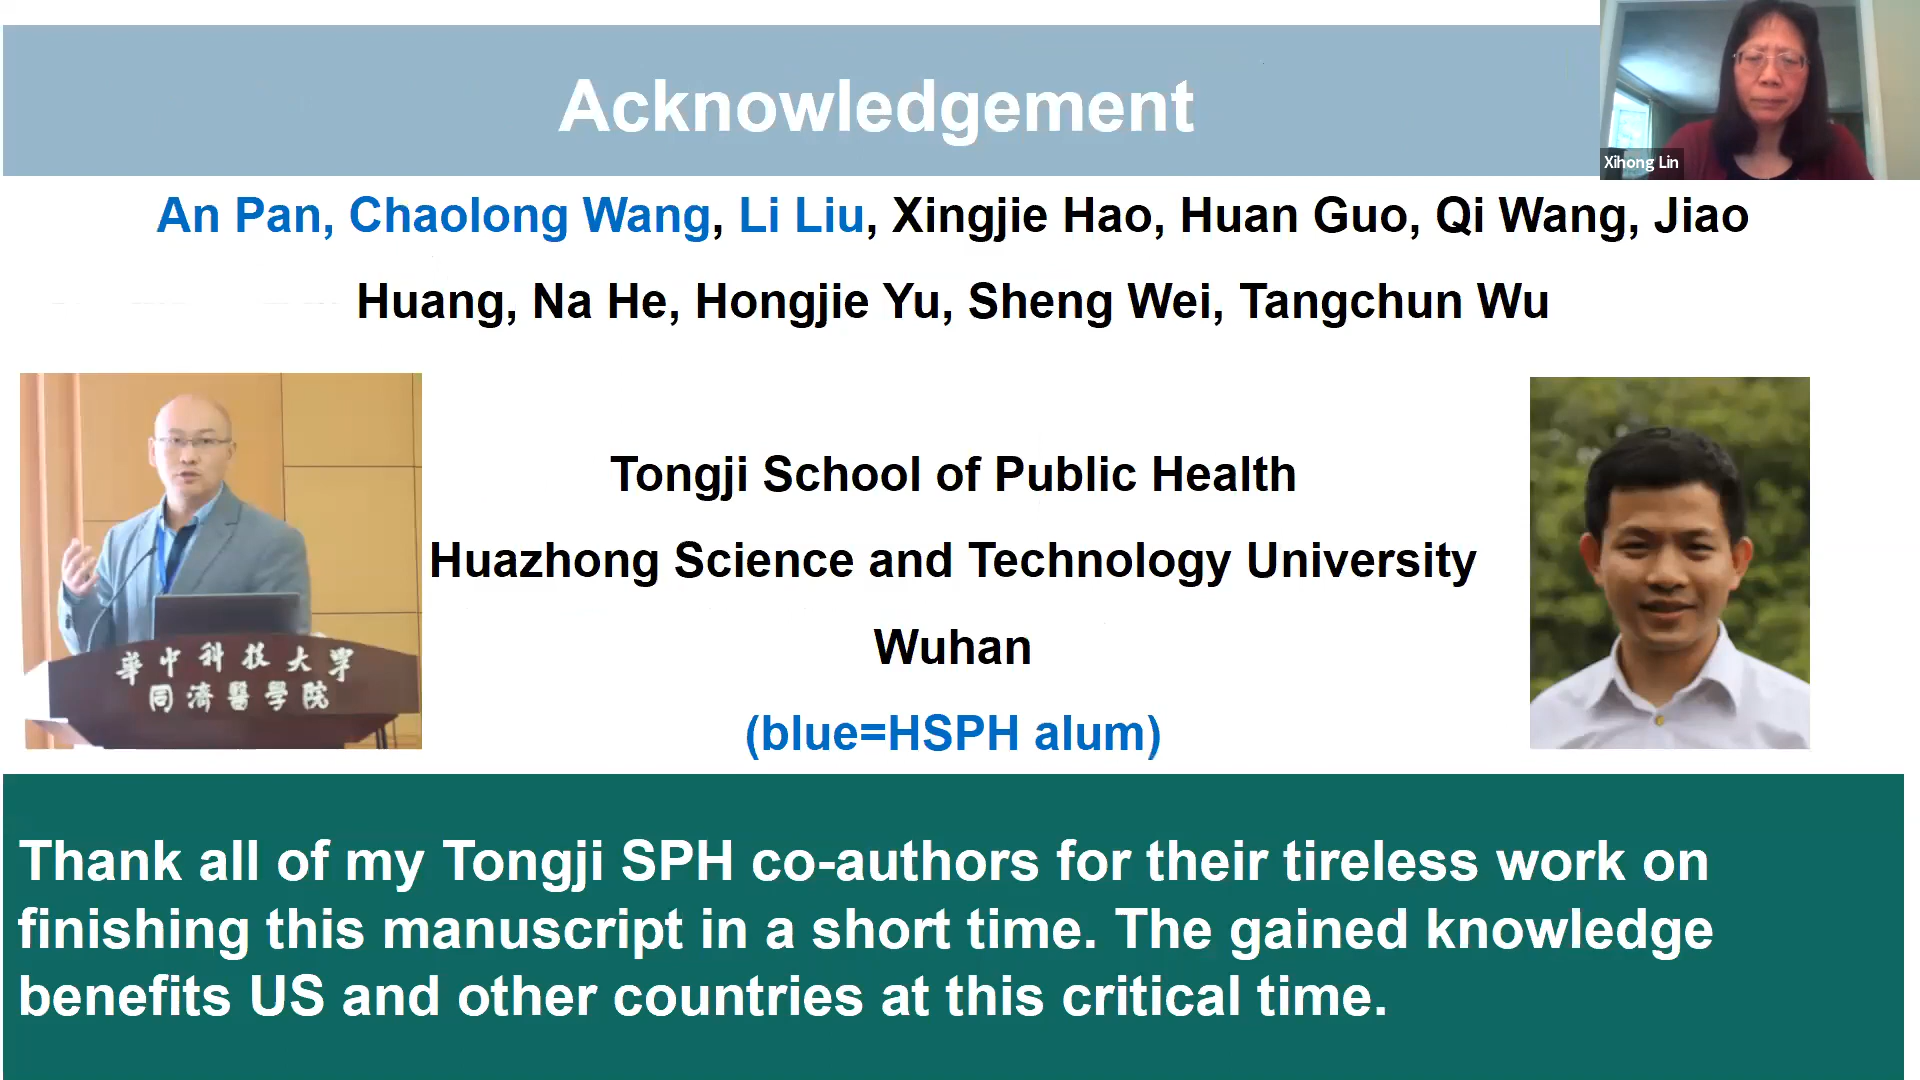 Acknowledgement
Xihong Lin
An Pan, Chaolong Wang, Li Liu, Xingjie Hao, Huan Guo, Qi Wang, Jiao
Huang, Na He, Hongjie Yu, Sheng Wei, Tangchun Wu
Tongji School of Public Health
Huazhong Science and Technology University
Wuhan
(blue=HSPH alum)
華中科技大学
同濟醫學院
Thank all of my Tongji SPH co-authors for their tireless work on
finishing this manuscript in a short time. The gained knowledge
benefits US and other countries at this critical time.